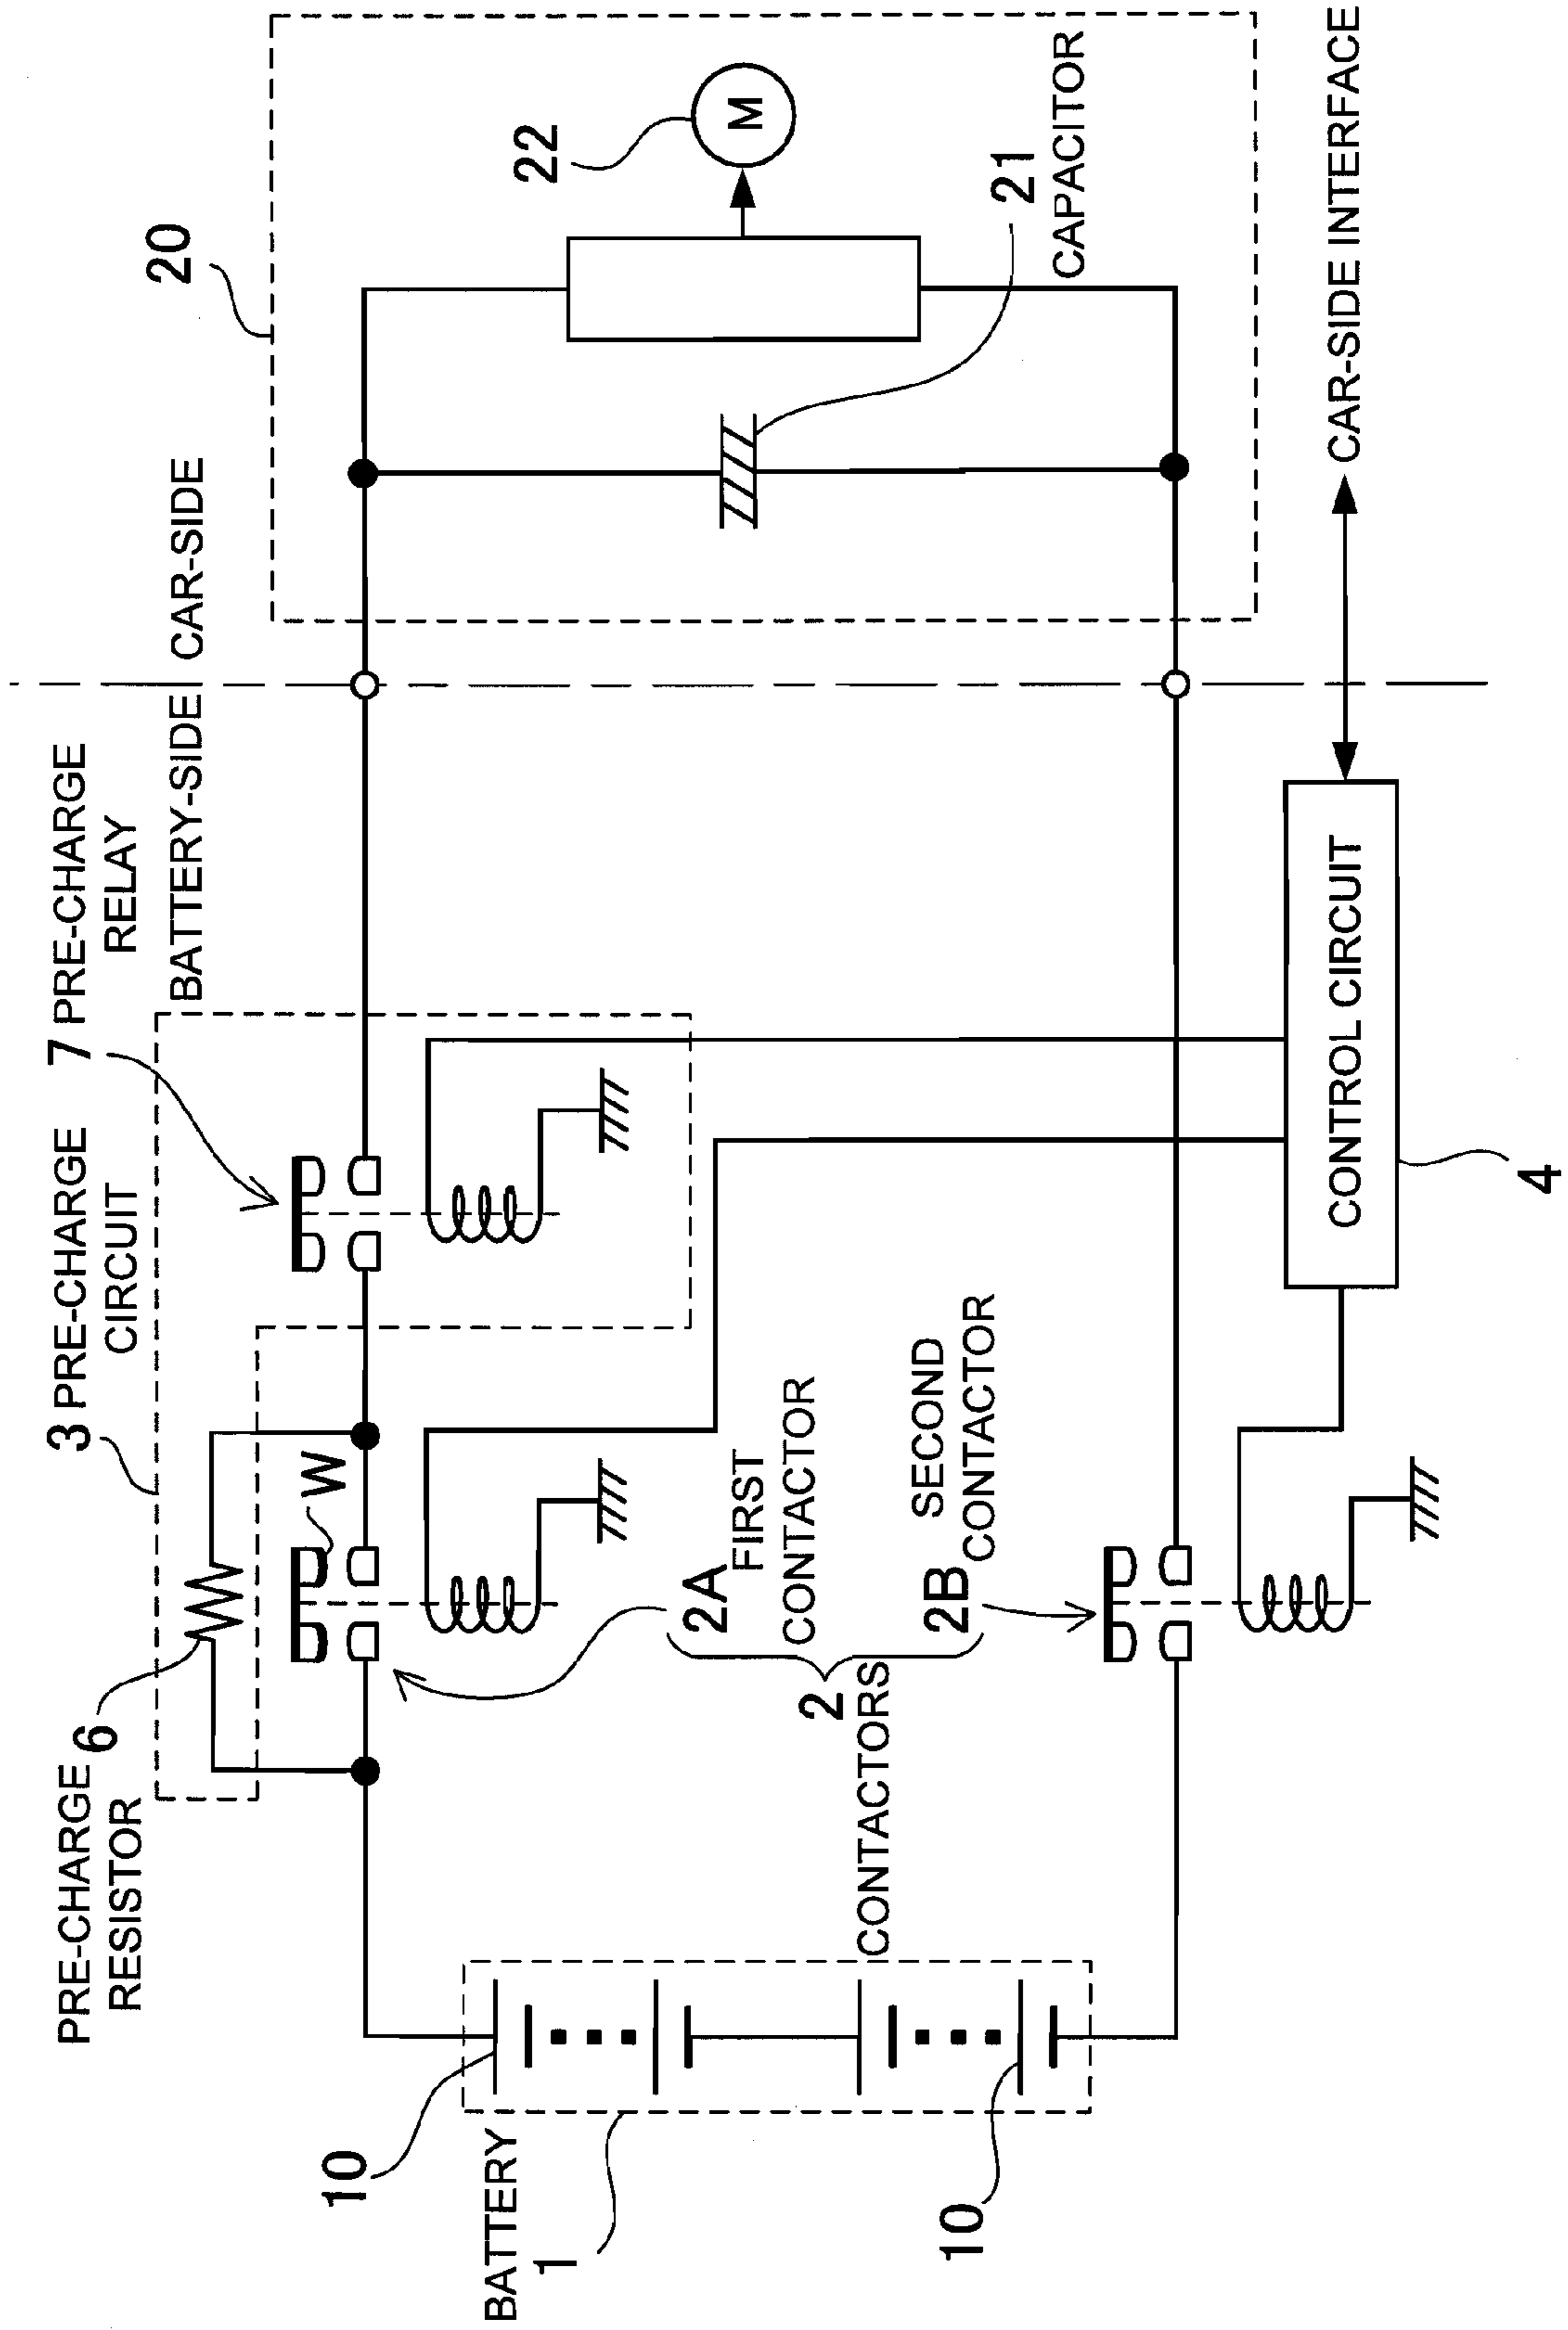 3 PRE-CHARGE
CIRCUIT
7 PRE-CHARGE
RELAY
PRE-CHARGE
RESISTOR
6
BATTERY-SIDE
CAR-SIDE
20
W
22
M
21
CAPACITOR
10
BATTERY
1
10
2A
FIRST
CONTACTOR
2B
SECOND
CONTACTOR
2
CONTACTORS
CONTROL CIRCUIT
4
CAR-SIDE INTERFACE